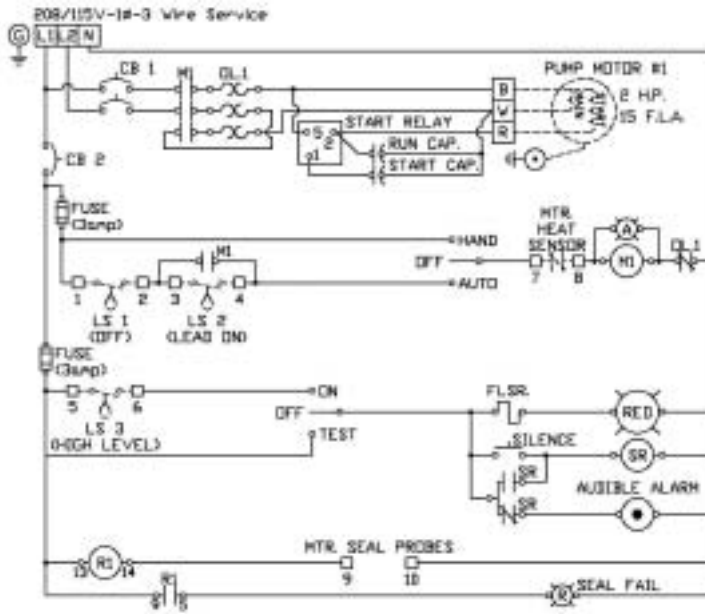 208/115V-1ø-3 Wire Service
G L1 L2 N
CB 1
M1
OL1
PUMP MOTOR #1
B
W
R
2 H.P.
15 F.L.A.
START RELAY
5
2
1
RUN CAP.
START CAP.
CB 2
FUSE
(3amp)
HAND
OFF
AUTO
MTR.
HEAT
SENSOR
7 8
A
M1
OL1
M1
1 2 3 4
LS 1
(OFF)
LS 2
(LEAD ON)
FUSE
(3amp)
5 6
LS 3
(HIGH LEVEL)
ON
OFF
TEST
FLSR.
RED
SILENCE
SR
SR
SR
AUDIBLE ALARM
MTR. SEAL PROBES
13 R1 14
9 10
R1
R
SEAL FAIL